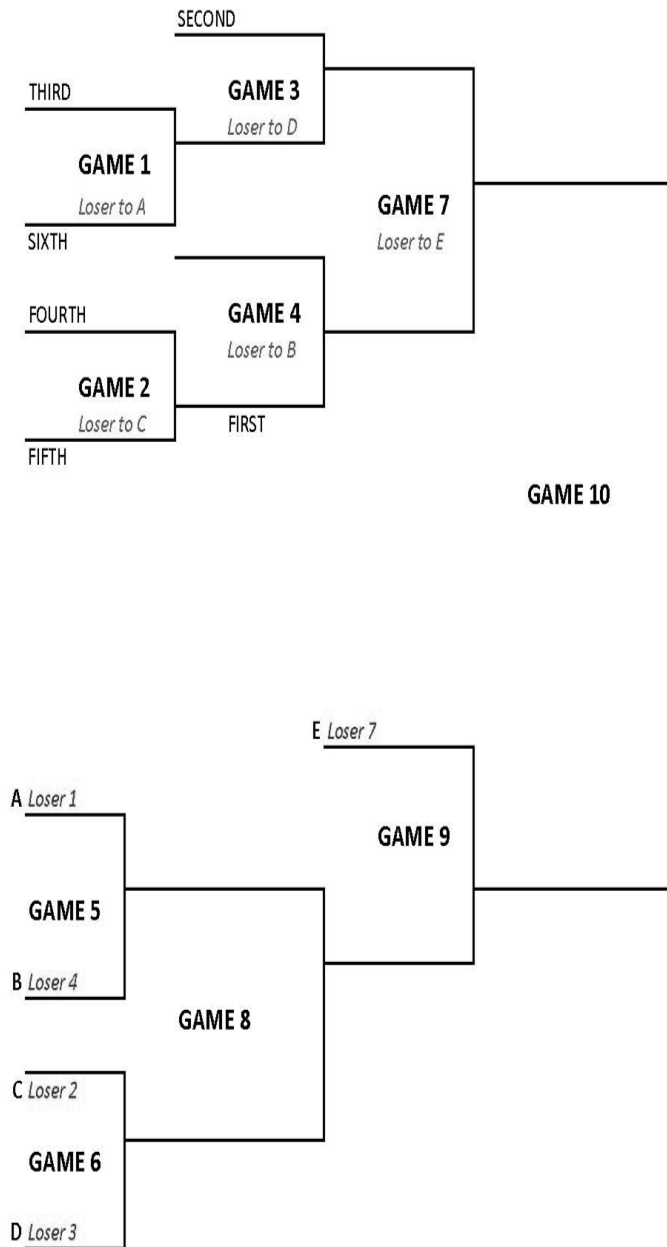 SECOND
THIRD
GAME 3
Loser to D
GAME 1
Loser to A
GAME 7
Loser to E
SIXTH
FOURTH
GAME 4
Loser to B
GAME 2
Loser to C
FIRST
FIFTH
GAME 10
E Loser 7
A Loser 1
GAME 9
GAME 5
B Loser 4
GAME 8
C Loser 2
GAME 6
D Loser 3